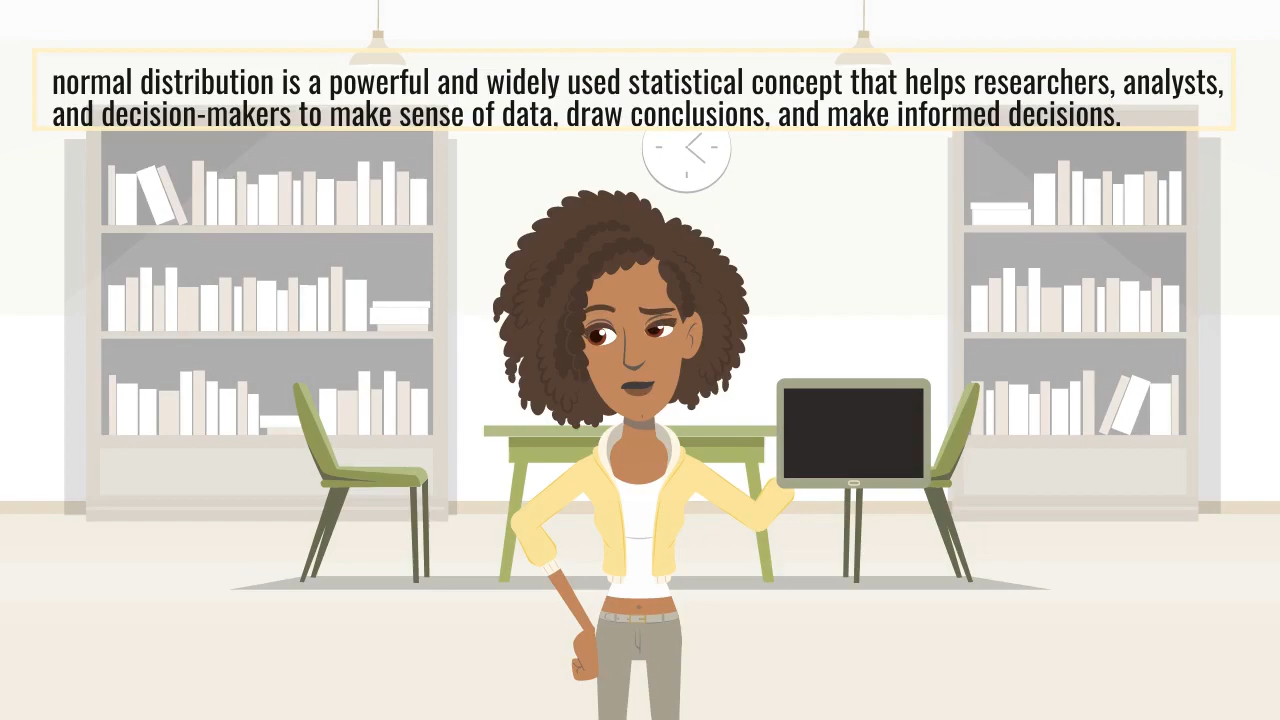 normal distribution is a powerful and widely used statistical concept that helps researchers, analysts,
and decision-makers to make sense of data, draw conclusions, and make informed decisions.